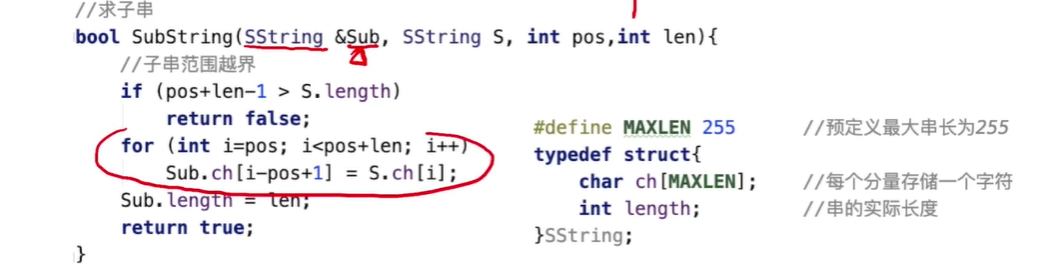 //求子串
bool SubString(SString &Sub, SString S, int pos,int len){
    //子串范围越界
    if (pos+len-1 > S.length)
        return false;
    for (int i=pos; i<pos+len; i++)
        Sub.ch[i-pos+1] = S.ch[i];
    Sub.length = len;
    return true;
}
#define MAXLEN 255 //预定义最大串长为255
typedef struct{
    char ch[MAXLEN]; //每个分量存储一个字符
    int length; //串的实际长度
}SString;